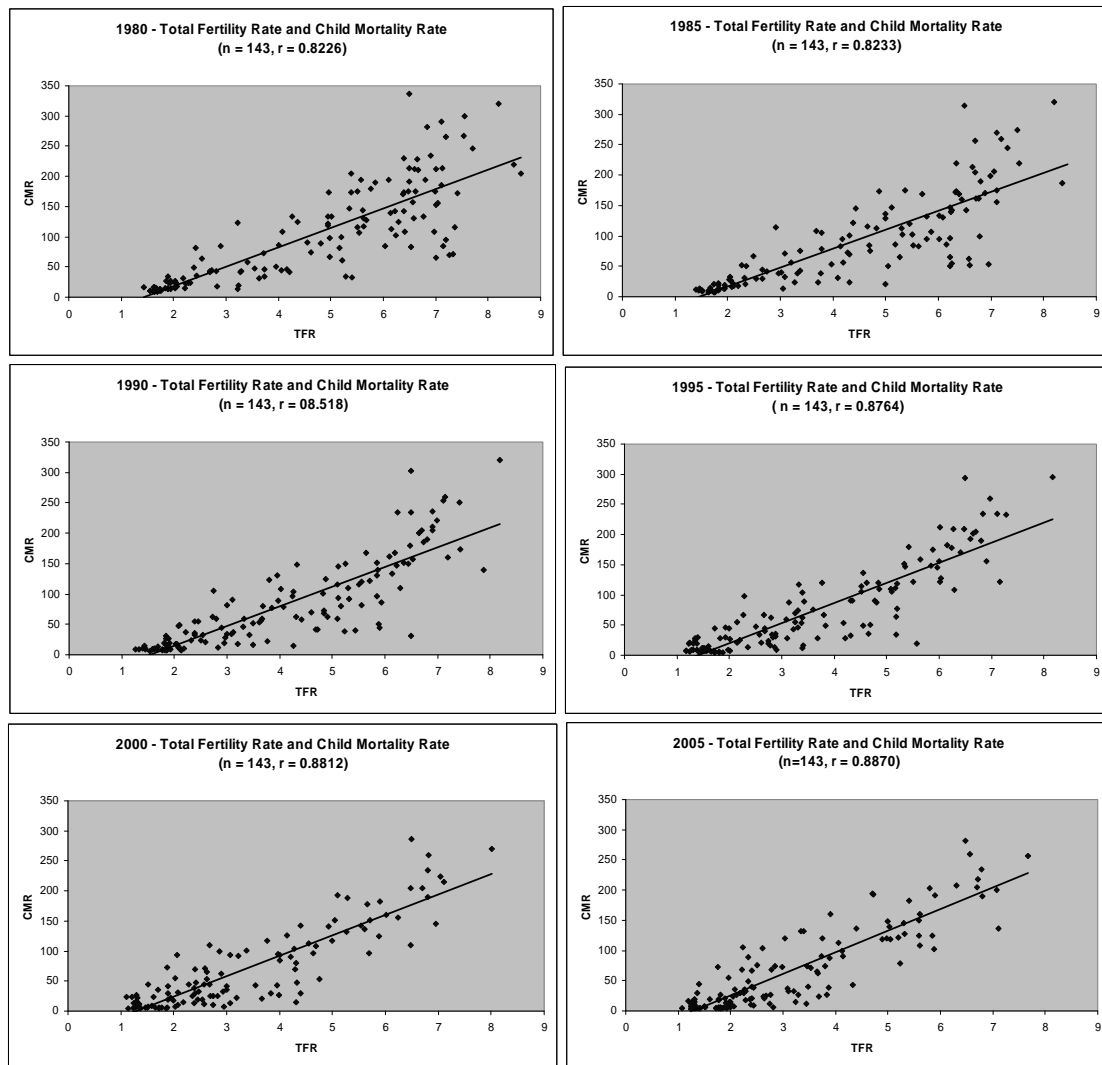 1980 - Total Fertility Rate and Child Mortality Rate
(n = 143, r = 0.8226)
350
300
250
200
150
100
50
0
CMR
0 1 2 3 4 5 6 7 8 9
TFR
1985 - Total Fertility Rate and Child Mortality Rate
(n = 143, r = 0.8233)
350
300
250
200
150
100
50
0
CMR
0 1 2 3 4 5 6 7 8 9
TFR
1990 - Total Fertility Rate and Child Mortality Rate
(n = 143, r = 08.518)
350
300
250
200
150
100
50
0
CMR
0 1 2 3 4 5 6 7 8 9
TFR
1995 - Total Fertility Rate and Child Mortality Rate
( n = 143, r = 0.8764)
350
300
250
200
150
100
50
0
CMR
0 1 2 3 4 5 6 7 8 9
TFR
2000 - Total Fertility Rate and Child Mortality Rate
(n = 143, r = 0.8812)
350
300
250
200
150
100
50
0
CMR
0 1 2 3 4 5 6 7 8 9
TFR
2005 - Total Fertility Rate and Child Mortality Rate
(n=143, r = 0.8870)
350
300
250
200
150
100
50
0
CMR
0 1 2 3 4 5 6 7 8 9
TFR